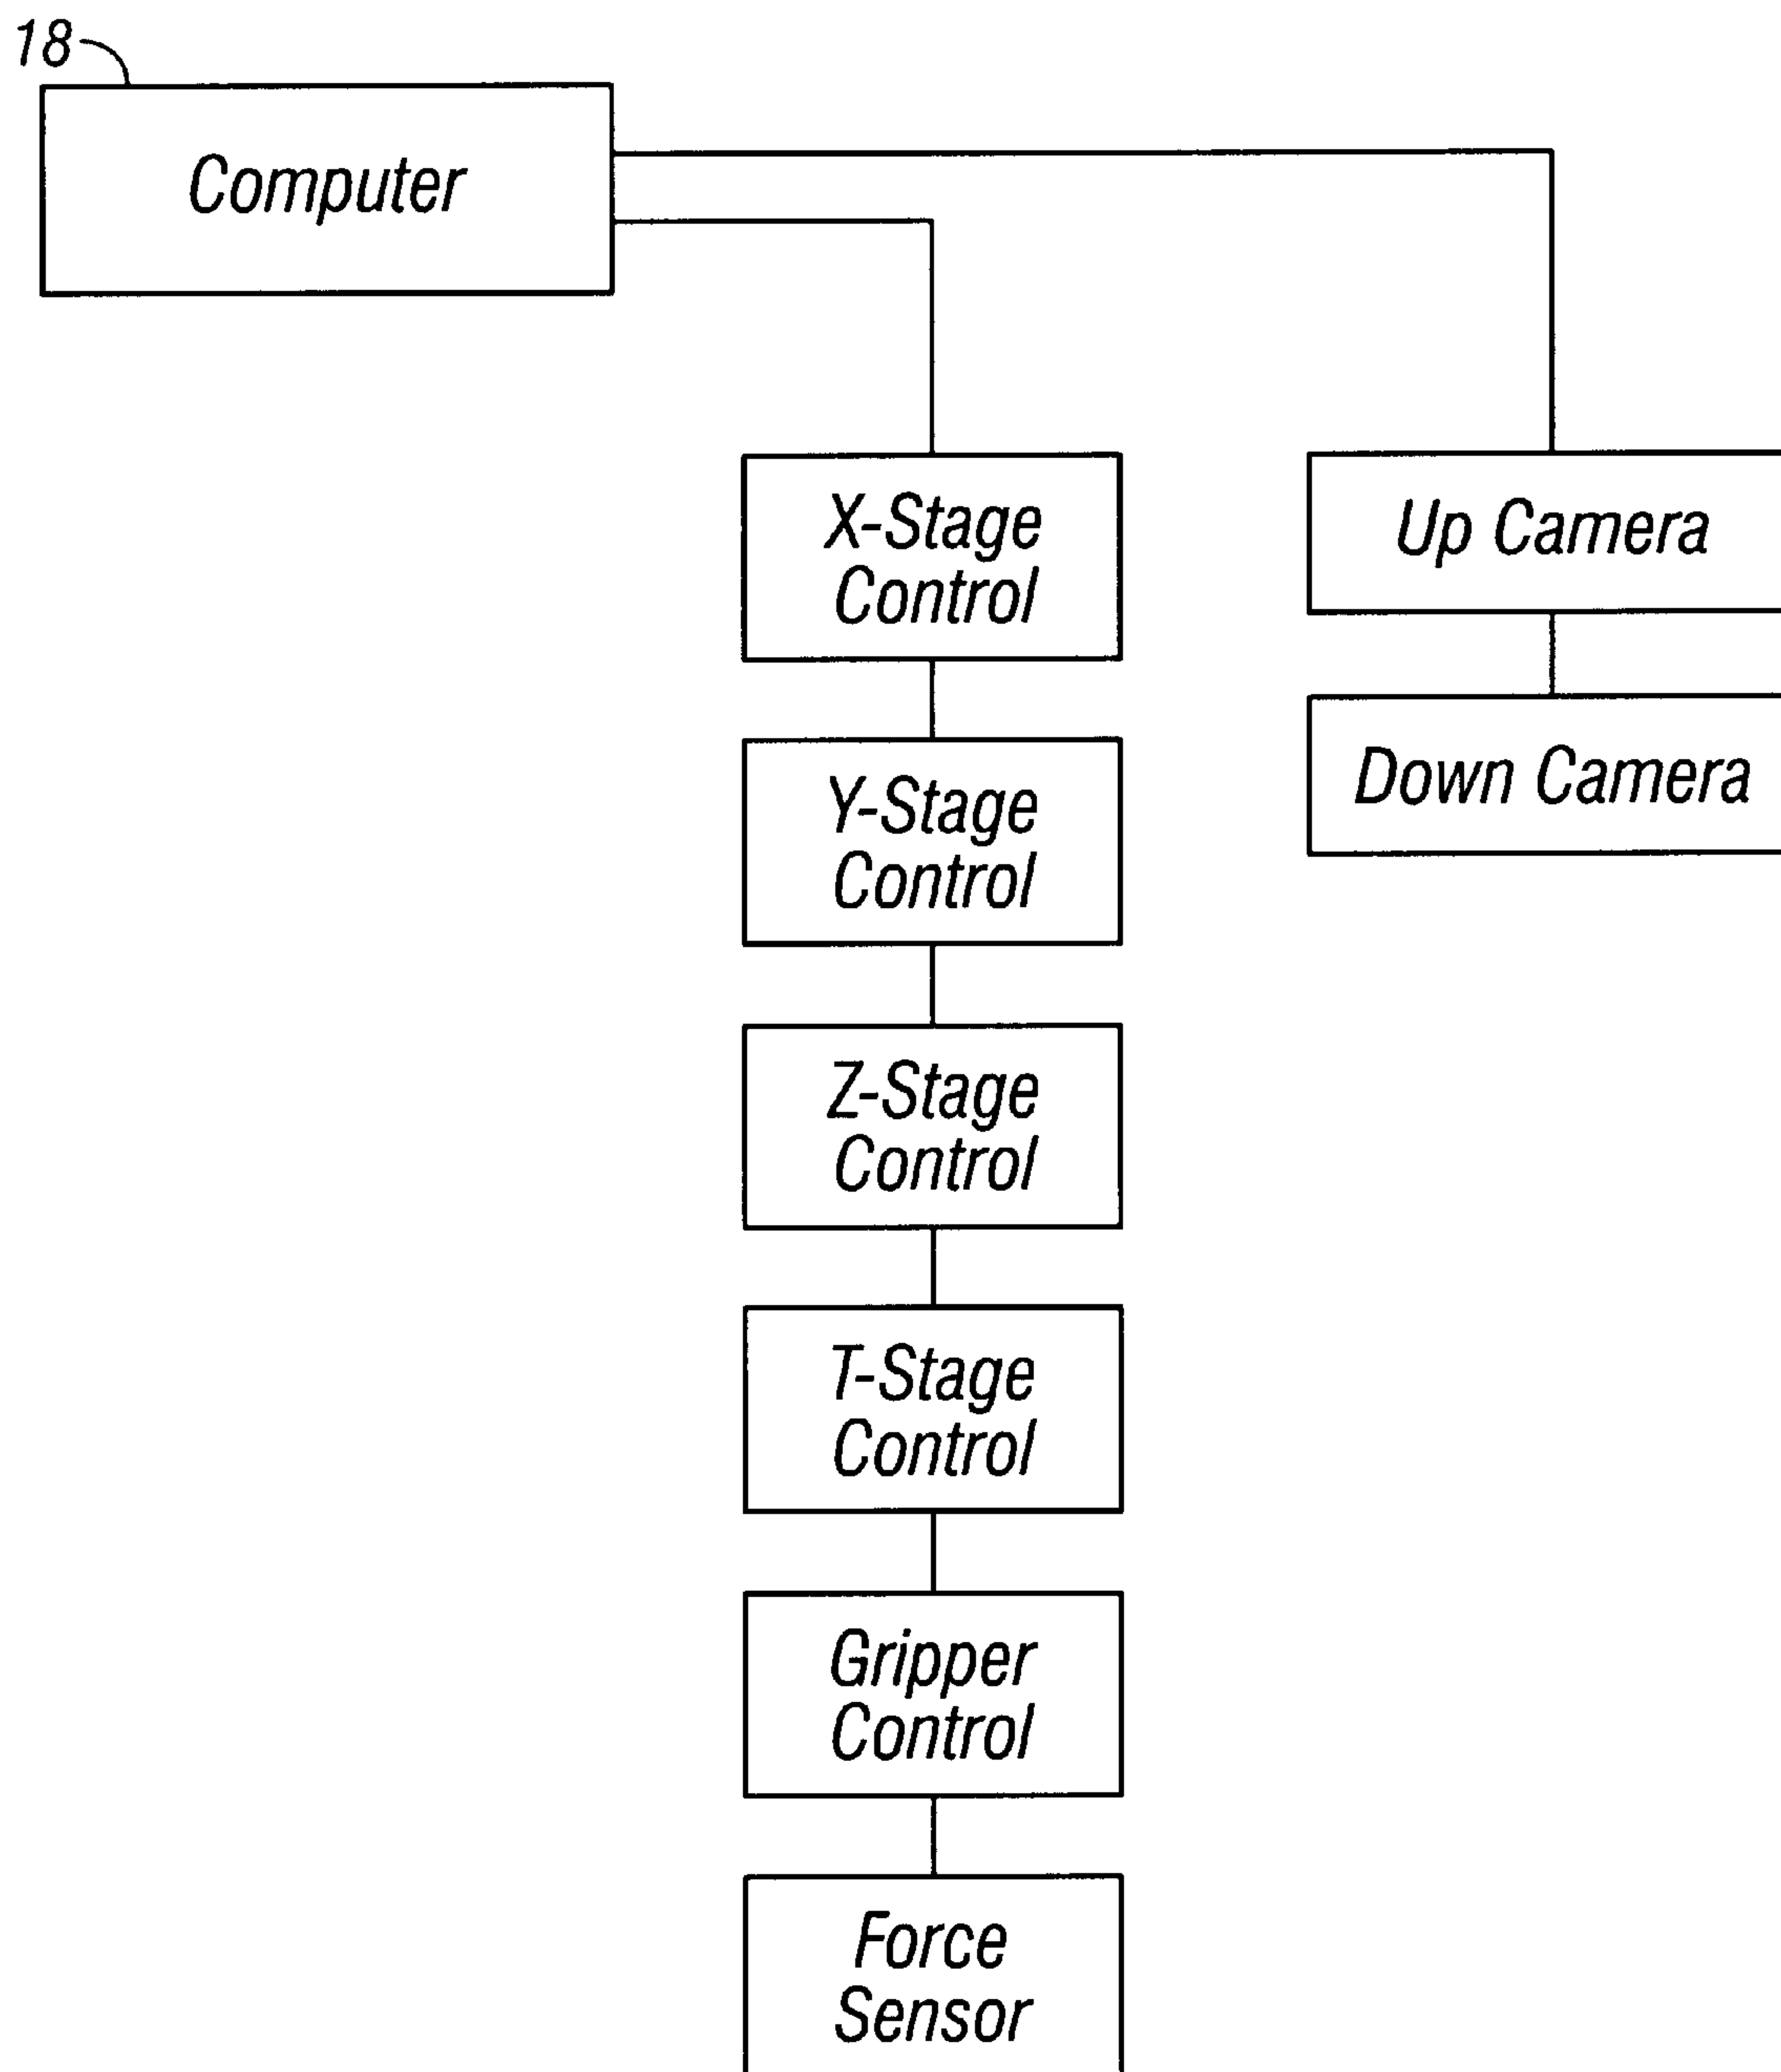 18
Computer
X-Stage
Control
Up Camera
Y-Stage
Control
Down Camera
Z-Stage
Control
T-Stage
Control
Gripper
Control
Force
Sensor